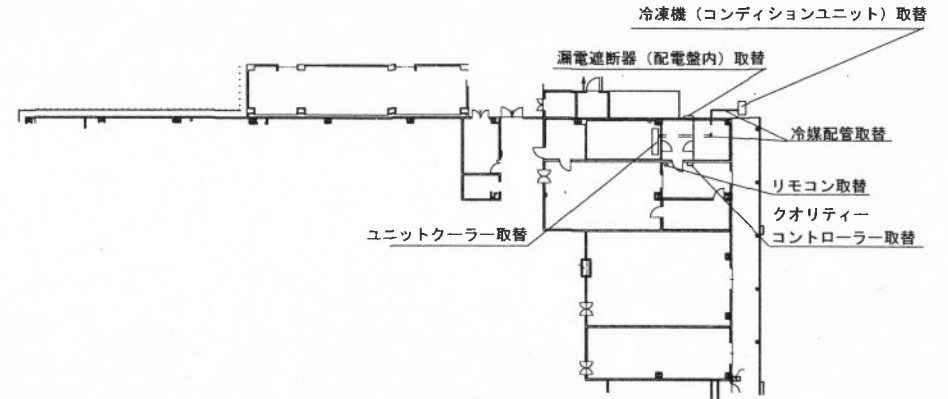 冷凍機（コンディションユニット）取替
漏電遮断器（配電盤内）取替
冷媒配管取替
リモコン取替
クオリティー
コントローラー取替
ユニットクーラー取替